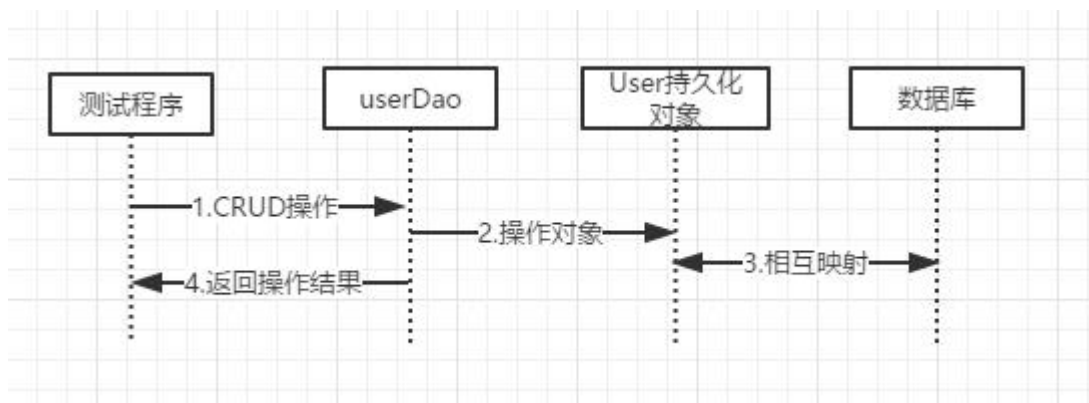 测试程序
userDao
User持久化
对象
数据库
1.CRUD操作
2.操作对象
3.相互映射
4.返回操作结果